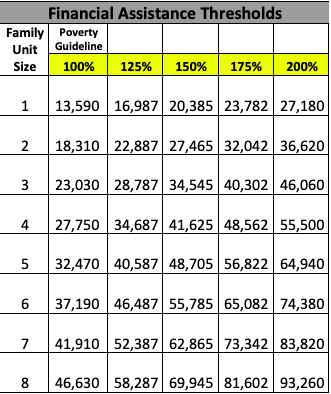 Financial Assistance Thresholds
Family Unit Size Poverty Guideline
100% 125% 150% 175% 200%
1 13,590 16,987 20,385 23,782 27,180
2 18,310 22,887 27,465 32,042 36,620
3 23,030 28,787 34,545 40,302 46,060
4 27,750 34,687 41,625 48,562 55,500
5 32,470 40,587 48,705 56,822 64,940
6 37,190 46,487 55,785 65,082 74,380
7 41,910 52,387 62,865 73,342 83,820
8 46,630 58,287 69,945 81,602 93,260